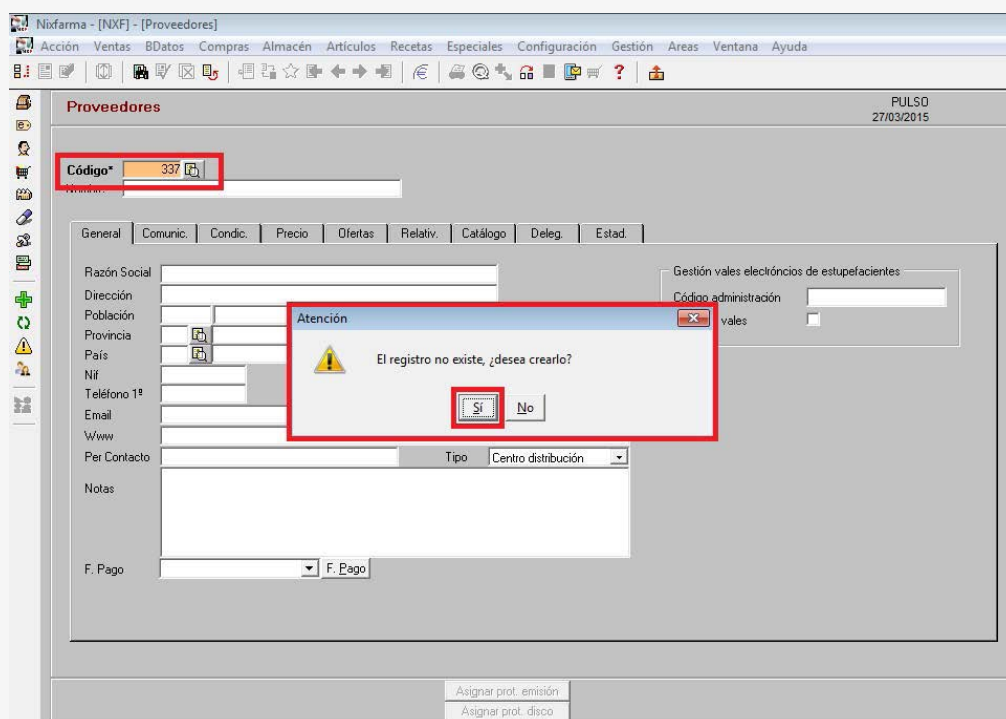 Nixfarma - [NXF] - [Proveedores]
Acción Ventas BDatos Compras Almacén Artículos Recetas Especiales Configuración Gestión Areas Ventana Ayuda
Proveedores
PULSO
27/03/2015
Código* 337
General Comunic. Condic. Precio Ofertas Relativ. Catálogo Deleg. Estad.
Razón Social
Gestión vales electróncios de estupefacientes
Dirección
Código administración
Población
vales
Provincia
País
Nif
Teléfono 1º
Email
Www
Atención
El registro no existe, ¿desea crearlo?
Sí No
Per Contacto Tipo Centro distribución
Notas
F. Pago F. Pago
Asignar prot. emisión
Asignar prot. disco